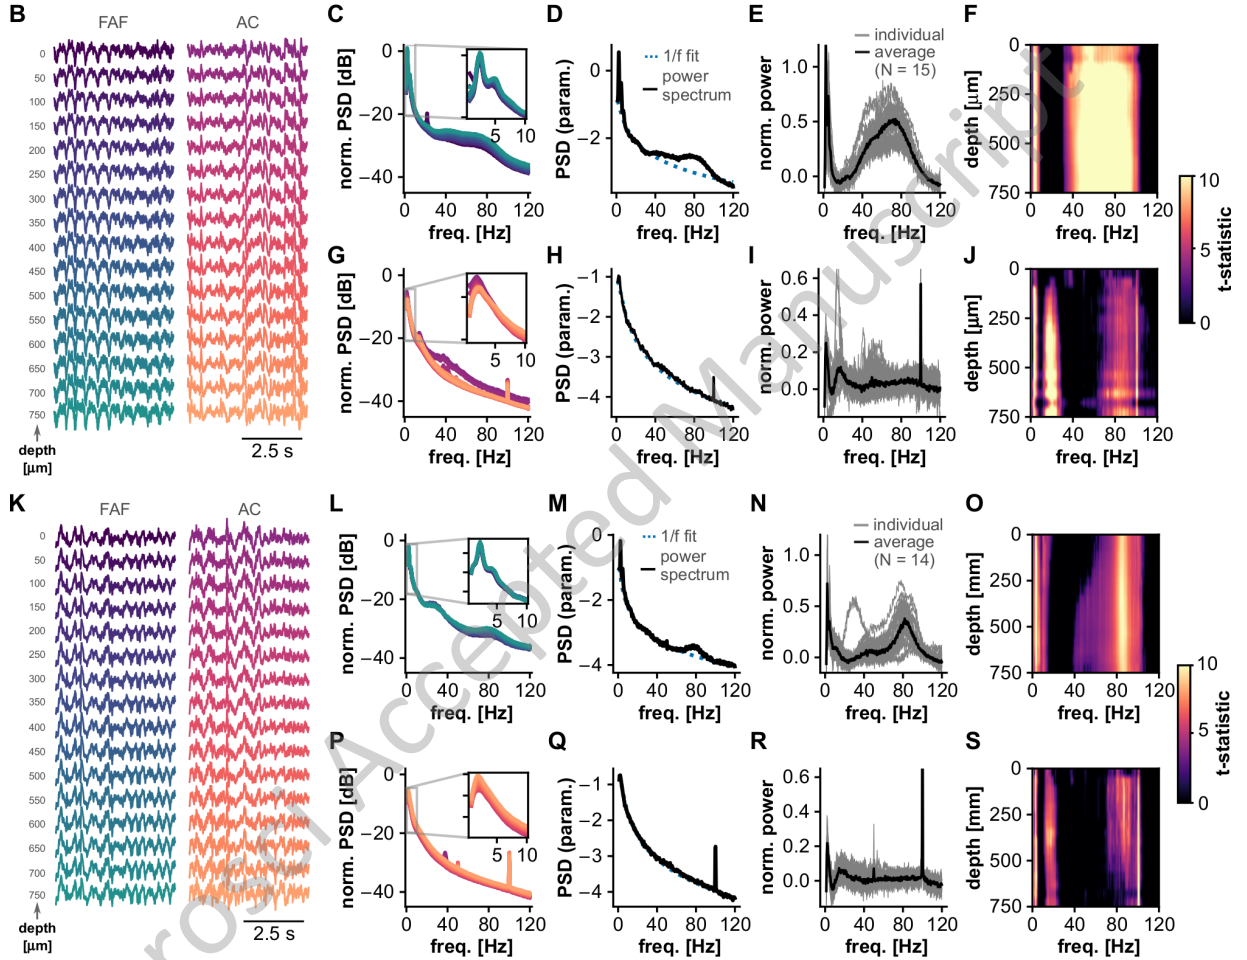 B
FAF
AC
0
50
100
150
200
250
300
350
400
450
500
550
600
650
700
750
depth
[µm]
2.5 s
C
norm. PSD [dB]
0
−20
−40
5 10
0 40 80 120
freq. [Hz]
D
PSD (param.)
0
−2
1/f fit
power
spectrum
0 40 80 120
freq. [Hz]
E
norm. power
1.0
0.5
0.0
individual
average
(N = 15)
0 40 80 120
freq. [Hz]
F
depth [µm]
0
250
500
750
0 40 80 120
10
5
0
t-statistic
G
norm. PSD [dB]
0
−20
−40
5 10
0 40 80 120
freq. [Hz]
H
PSD (param.)
−1
−2
−3
−4
0 40 80 120
freq. [Hz]
I
norm. power
0.6
0.4
0.2
0.0
0 40 80 120
freq. [Hz]
J
depth [µm]
0
250
500
750
0 40 80 120
freq. [Hz]
K
FAF
AC
0
50
100
150
200
250
300
350
400
450
500
550
600
650
700
750
depth
[µm]
2.5 s
L
norm. PSD [dB]
0
−20
−40
5 10
0 40 80 120
freq. [Hz]
M
PSD (param.)
0
−2
−4
1/f fit
power
spectrum
0 40 80 120
freq. [Hz]
N
norm. power
1.0
0.5
0.0
individual
average
(N = 14)
0 40 80 120
freq. [Hz]
O
depth [mm]
0
250
500
750
0 40 80 120
freq. [Hz]
10
5
0
t-statistic
P
norm. PSD [dB]
0
−20
−40
5 10
0 40 80 120
freq. [Hz]
Q
PSD (param.)
−1
−2
−3
−4
0 40 80 120
freq. [Hz]
R
norm. power
0.6
0.4
0.2
0.0
0 40 80 120
freq. [Hz]
S
depth [mm]
0
250
500
750
0 40 80 120
freq. [Hz]
rosci Accepted Manuscript